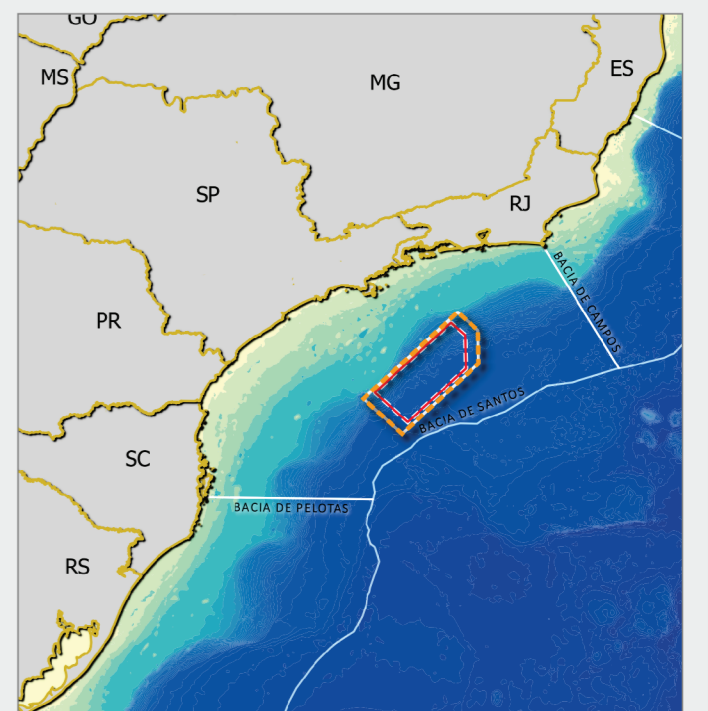 GO
MS
MG
ES
SP
RJ
BACIA DE CAMPOS
PR
BACIA DE SANTOS
SC
BACIA DE PELOTAS
RS